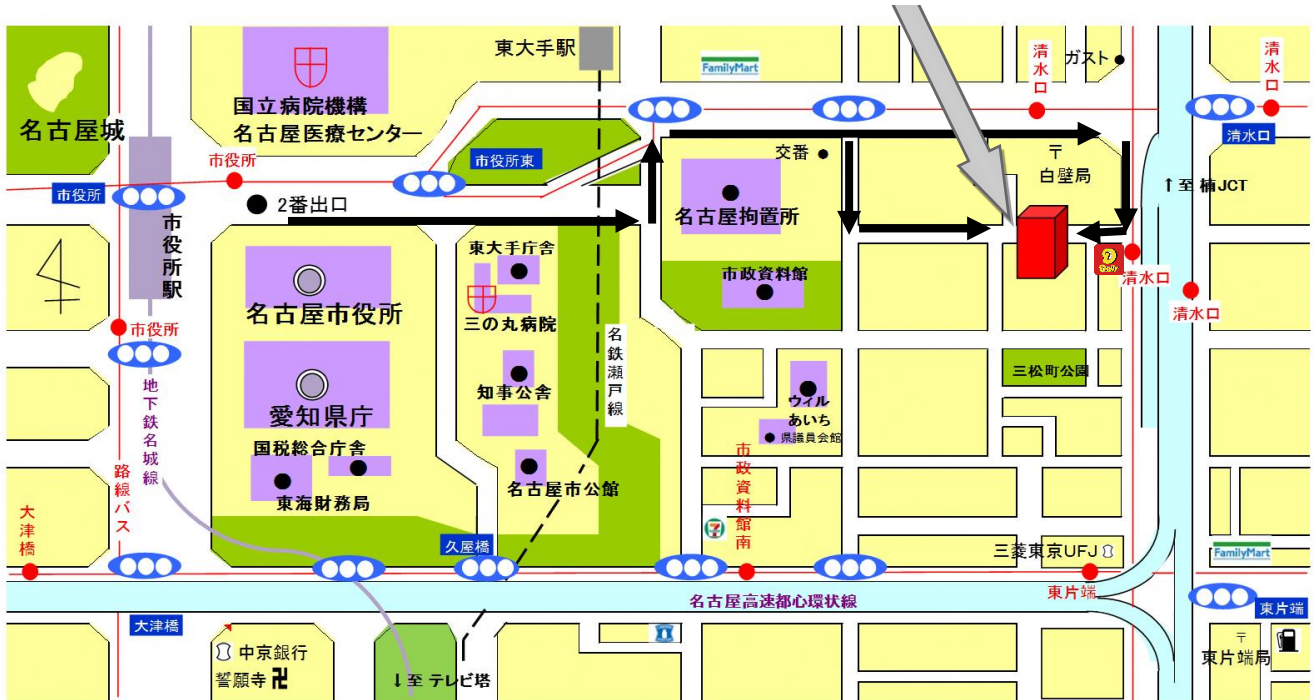 東大手駅
FamilyMart
清水口
ガスト
清水口
国立病院機構
名古屋医療センター
名古屋城
市役所
市役所東
交番
〒
白壁局
清水口
市役所
2番出口
↑至 楠JCT
名古屋拘置所
市役所駅
東大手庁舎
市政資料館
清水口
名古屋市役所
三の丸病院
清水口
市役所
名鉄瀬戸線
知事公舎
三松町公園
地下鉄名城線
愛知県庁
ウィル
あいち
県議員会館
国税総合庁舎
路線バス
東海財務局
名古屋市公館
市政資料館南
大津橋
7
久屋橋
三菱東京UFJ
FamilyMart
名古屋高速都心環状線
東片端
東片端
大津橋
中京銀行
誓願寺 卍
↓至 テレビ塔
〒
東片端局